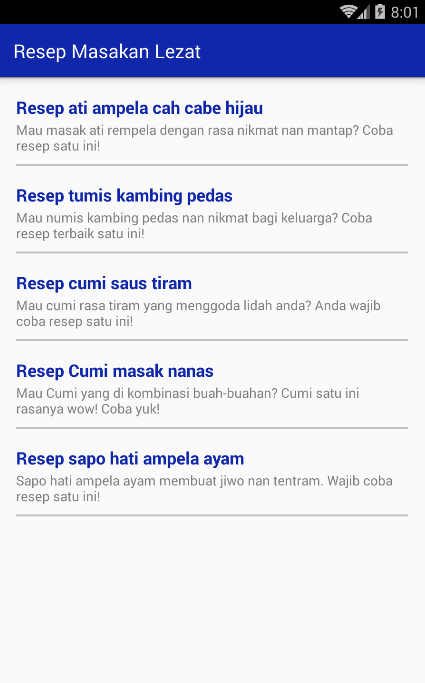 8:01
Resep Masakan Lezat
Resep ati ampela cah cabe hijau
Mau masak ati rempela dengan rasa nikmat nan mantap? Coba
resep satu ini!
Resep tumis kambing pedas
Mau numis kambing pedas nan nikmat bagi keluarga? Coba
resep terbaik satu ini!
Resep cumi saus tiram
Mau cumi rasa tiram yang menggoda lidah anda? Anda wajib
coba resep satu ini!
Resep Cumi masak nanas
Mau Cumi yang di kombinasi buah-buahan? Cumi satu ini
rasanya wow! Coba yuk!
Resep sapo hati ampela ayam
Sapo hati ampela ayam membuat jiwo nan tentram. Wajib coba
resep satu ini!